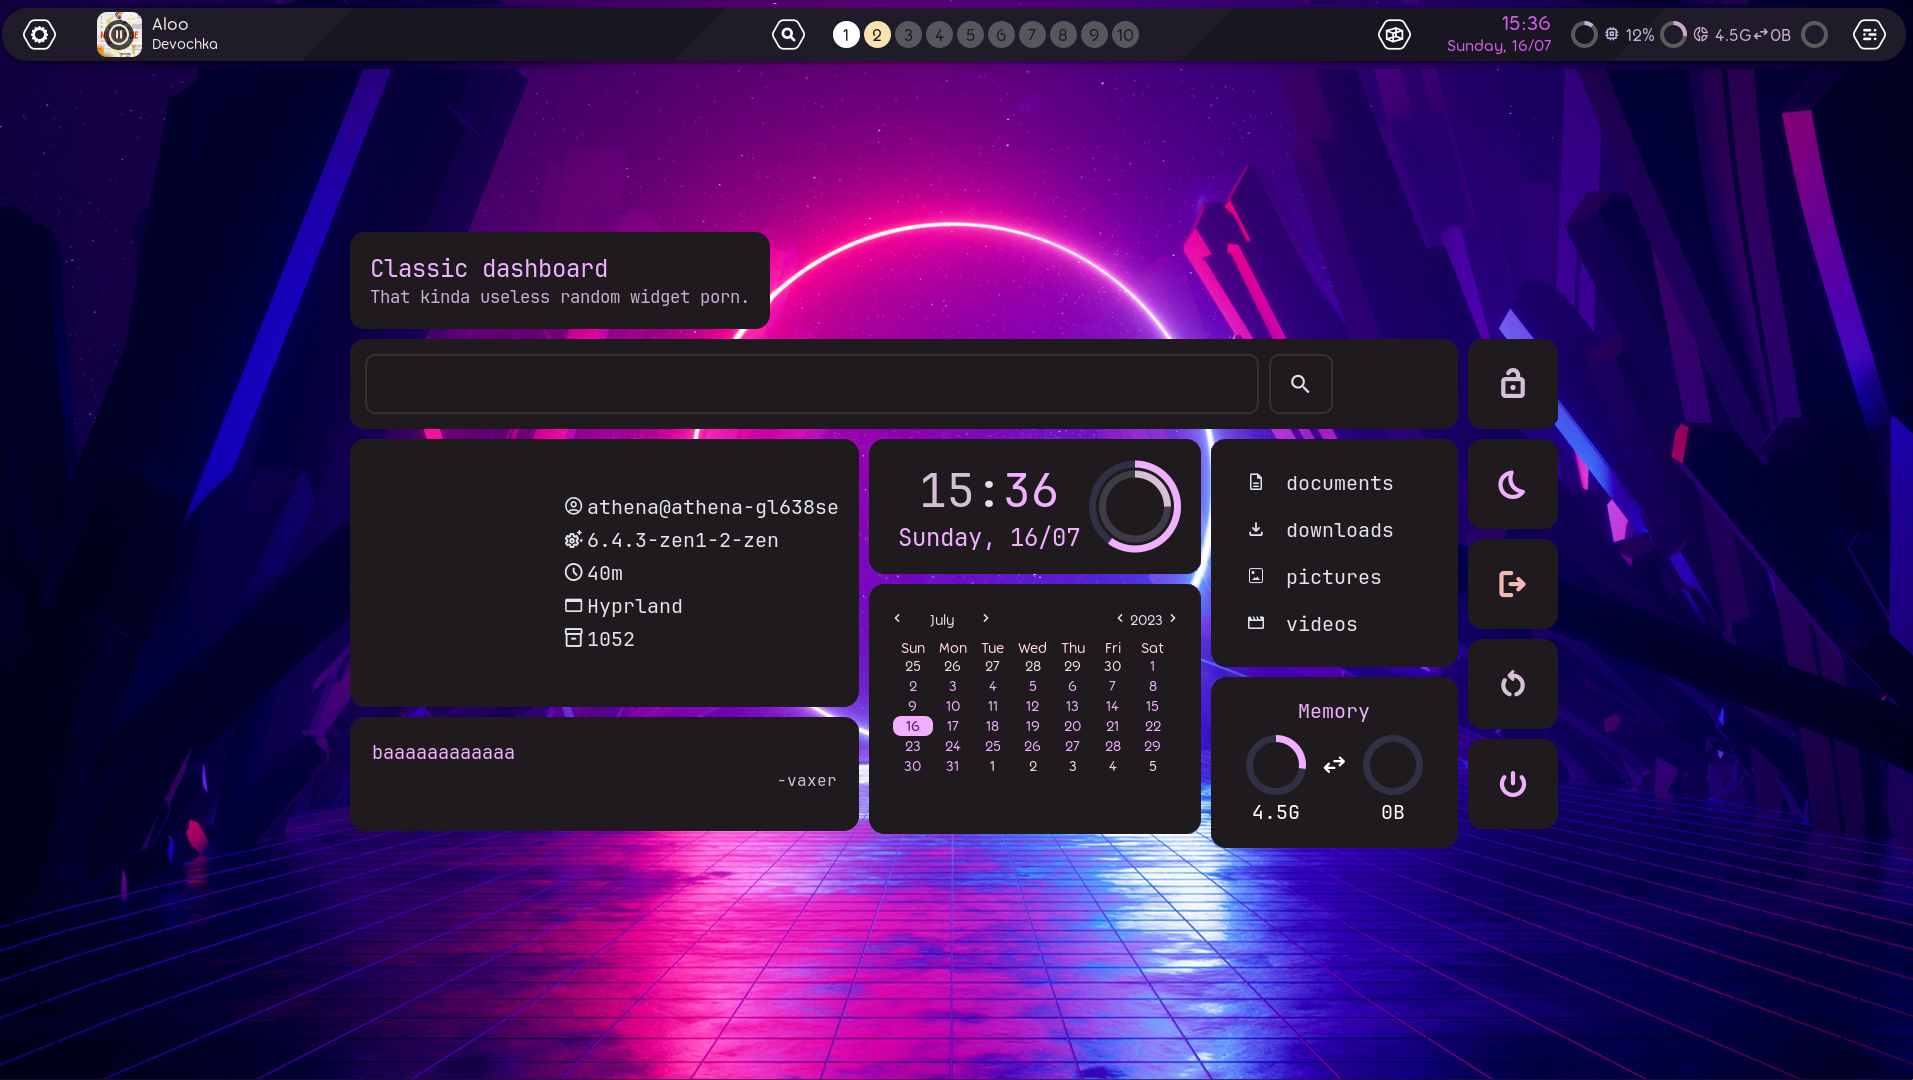 Aloo
Devochka
1 2 3 4 5 6 7 8 9 10
15:36
Sunday, 16/07
12% 4.5G 0B
Classic dashboard
That kinda useless random widget porn.
athena@athena-gl638se
6.4.3-zen1-2-zen
40m
Hyprland
1052
baaaaaaaaaaaa
-vaxer
15:36
Sunday, 16/07
July 2023
Sun Mon Tue Wed Thu Fri Sat
25 26 27 28 29 30 1
2 3 4 5 6 7 8
9 10 11 12 13 14 15
16 17 18 19 20 21 22
23 24 25 26 27 28 29
30 31 1 2 3 4 5
documents
downloads
pictures
videos
Memory
4.5G 0B